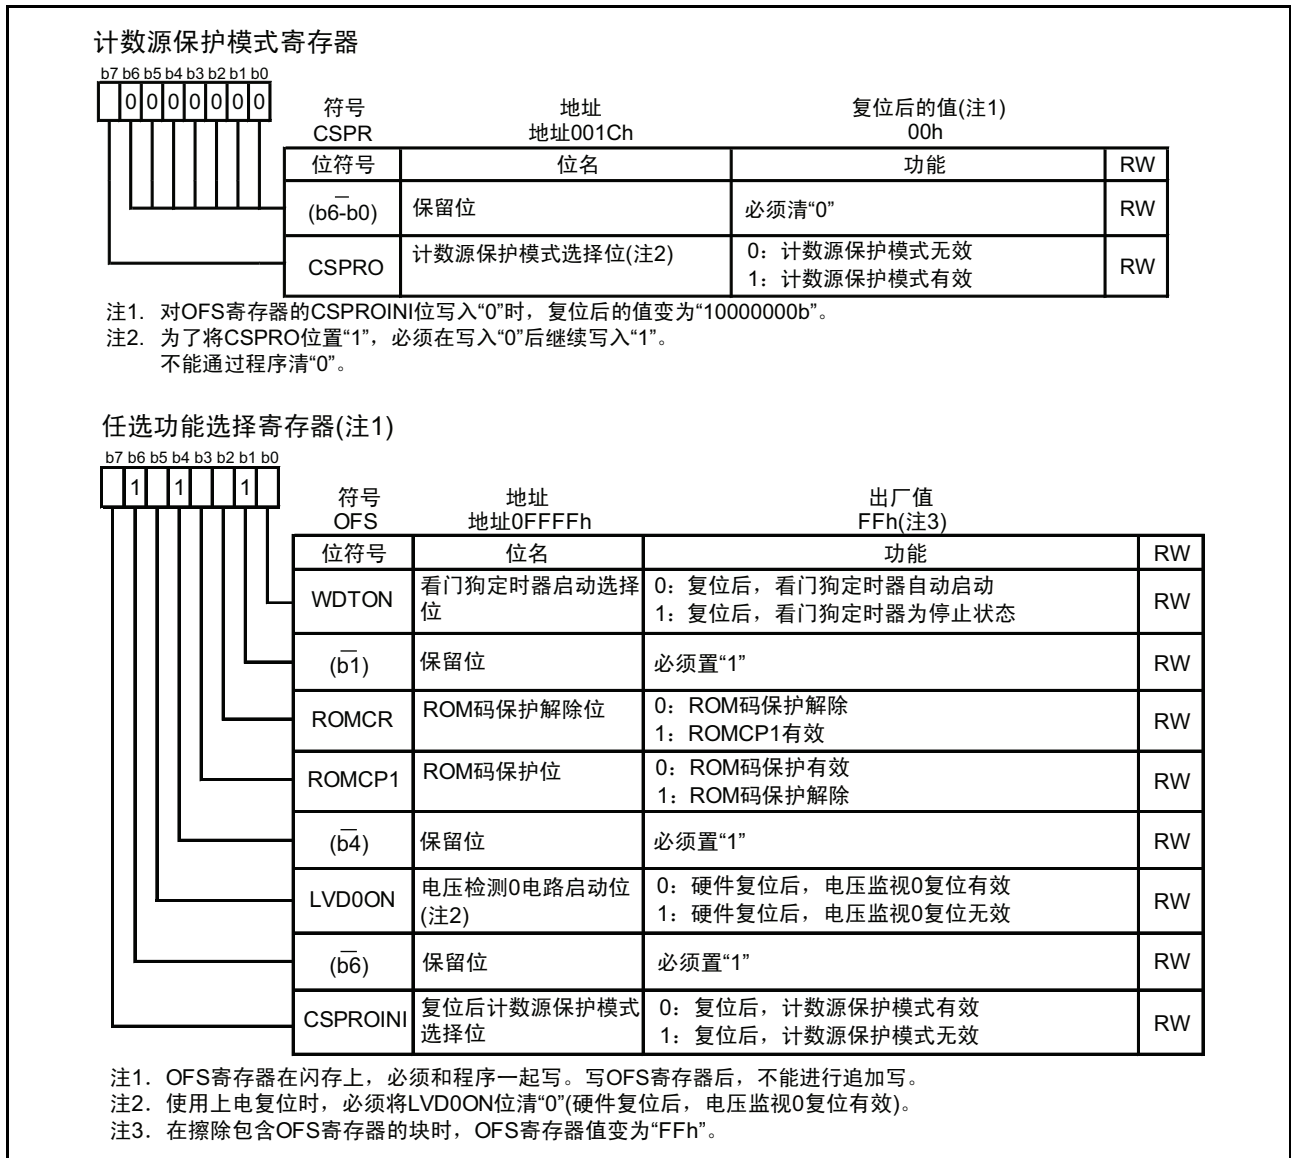 计数源保护模式寄存器
b7 b6 b5 b4 b3 b2 b1 b0
0 0 0 0 0 0 0
符号 地址 复位后的值(注1)
CSPR 地址001Ch 00h
位符号 位名 功能 RW
—
(b6-b0) 保留位 必须清“0” RW
CSPRO 计数源保护模式选择位(注2) 0：计数源保护模式无效 RW
1：计数源保护模式有效
注1. 对OFS寄存器的CSPROINI位写入“0”时，复位后的值变为“10000000b”。
注2. 为了将CSPRO位置“1”，必须在写入“0”后继续写入“1”。
不能通过程序清“0”。
任选功能选择寄存器(注1)
b7 b6 b5 b4 b3 b2 b1 b0
1 1 1
符号 地址 出厂值
OFS 地址0FFFFh FFh(注3)
位符号 位名 功能 RW
WDTON 看门狗定时器启动选择 0：复位后，看门狗定时器自动启动 RW
位 1：复位后，看门狗定时器为停止状态
—
(b1) 保留位 必须置“1” RW
ROMCR ROM码保护解除位 0：ROM码保护解除 RW
1：ROMCP1有效
ROMCP1 ROM码保护位 0：ROM码保护有效 RW
1：ROM码保护解除
—
(b4) 保留位 必须置“1” RW
LVD0ON 电压检测0电路启动位 0：硬件复位后，电压监视0复位有效 RW
(注2) 1：硬件复位后，电压监视0复位无效
—
(b6) 保留位 必须置“1” RW
CSPROINI 复位后计数源保护模式 0：复位后，计数源保护模式有效 RW
选择位 1：复位后，计数源保护模式无效
注1. OFS寄存器在闪存上，必须和程序一起写。写OFS寄存器后，不能进行追加写。
注2. 使用上电复位时，必须将LVD0ON位清“0”(硬件复位后，电压监视0复位有效)。
注3. 在擦除包含OFS寄存器的块时，OFS寄存器值变为“FFh”。